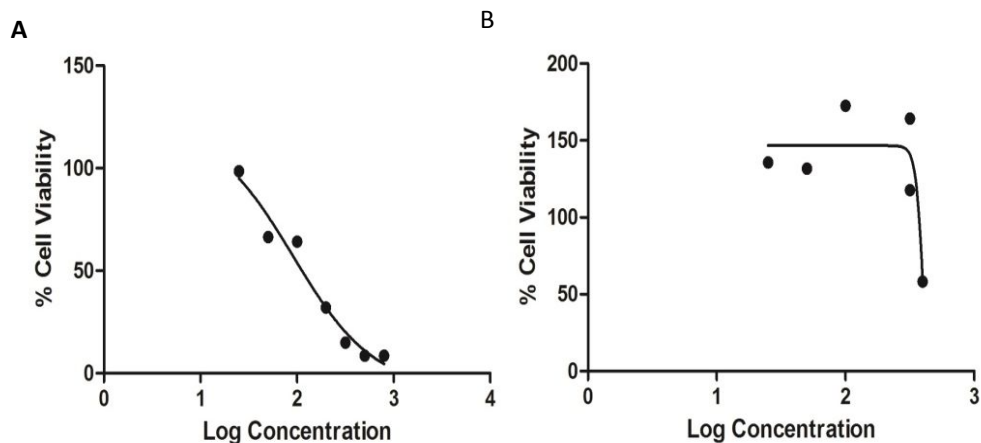 A
% Cell Viability
150
100
50
0
0 1 2 3 4
Log Concentration
B
% Cell Viability
200
150
100
50
0
0 1 2 3
Log Concentration